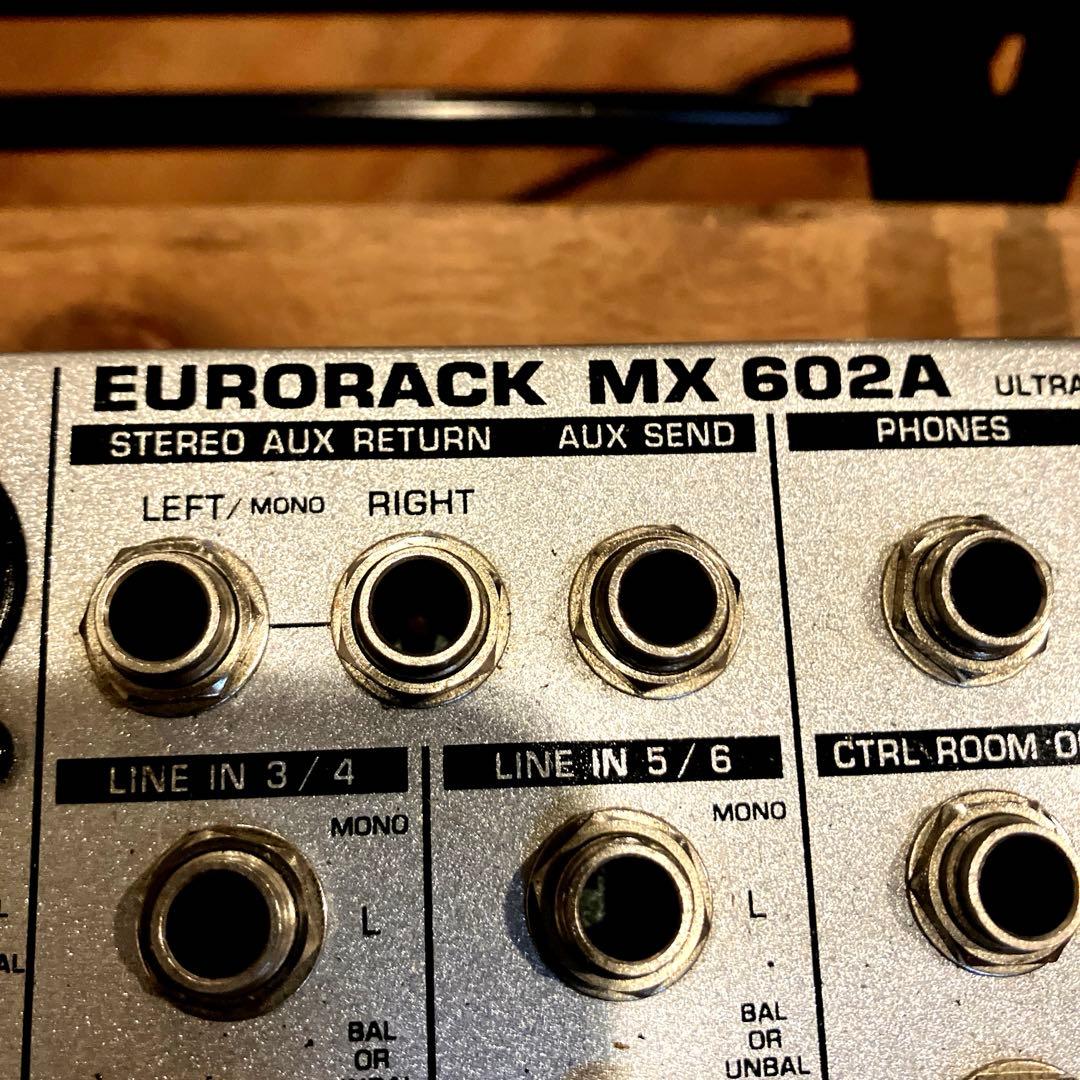 EURORACK MX 602A ULTRA
STEREO AUX RETURN AUX SEND
PHONES
LEFT/MONO RIGHT
LINE IN 3/4
LINE IN 5/6
CTRL ROOM
MONO
MONO
L
L
BAL
OR
BAL
OR
UNBAL